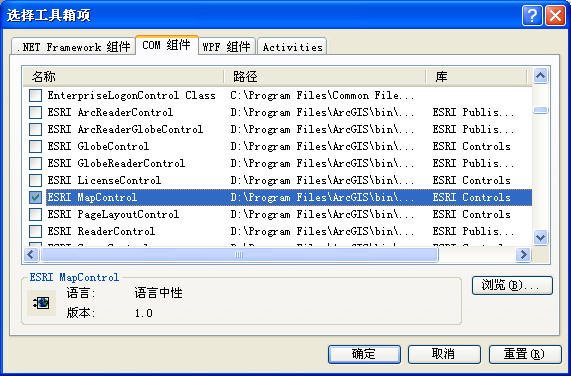 选择工具箱项
.NET Framework 组件 COM 组件 WPF 组件 Activities
名称 路径 库
EnterpriseLogonControl Class C:\Program Files\Common File...
ESRI ArcReaderControl D:\Program Files\ArcGIS\bin\... ESRI Publis...
ESRI ArcReaderGlobeControl D:\Program Files\ArcGIS\bin\... ESRI Publis...
ESRI GlobeControl D:\Program Files\ArcGIS\bin\... ESRI Controls
ESRI GlobeReaderControl D:\Program Files\ArcGIS\bin\... ESRI Publis...
ESRI LicenseControl D:\Program Files\ArcGIS\bin\... ESRI Controls
ESRI MapControl D:\Program Files\ArcGIS\bin\... ESRI Controls
ESRI PageLayoutControl D:\Program Files\ArcGIS\bin\... ESRI Controls
ESRI ReaderControl D:\Program Files\ArcGIS\bin\... ESRI Publis...
ESRI MapControl
语言: 语言中性
浏览(B)...
版本: 1.0
确定 取消 重置(R)